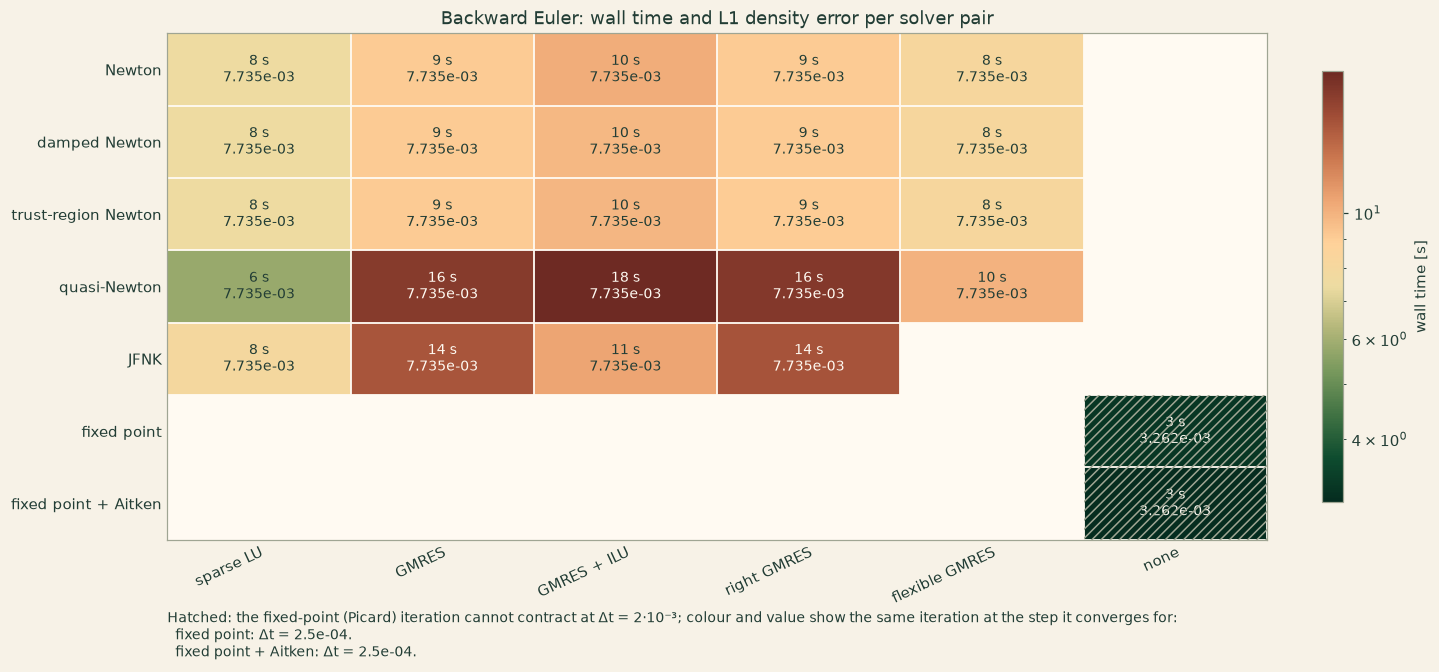 Backward Euler: wall time and L1 density error per solver pair
Newton
8 s
7.735e-03
9 s
7.735e-03
10 s
7.735e-03
9 s
7.735e-03
8 s
7.735e-03
damped Newton
8 s
7.735e-03
9 s
7.735e-03
10 s
7.735e-03
9 s
7.735e-03
8 s
7.735e-03
trust-region Newton
8 s
7.735e-03
9 s
7.735e-03
10 s
7.735e-03
9 s
7.735e-03
8 s
7.735e-03
quasi-Newton
6 s
7.735e-03
16 s
7.735e-03
18 s
7.735e-03
16 s
7.735e-03
10 s
7.735e-03
JFNK
8 s
7.735e-03
14 s
7.735e-03
11 s
7.735e-03
14 s
7.735e-03
fixed point
3 s
3.262e-03
fixed point + Aitken
3 s
3.262e-03
sparse LU
GMRES
GMRES + ILU
right GMRES
flexible GMRES
none
10¹
6 × 10⁰
4 × 10⁰
wall time [s]
Hatched: the fixed-point (Picard) iteration cannot contract at Δt = 2·10⁻³; colour and value show the same iteration at the step it converges for:
fixed point: Δt = 2.5e-04.
fixed point + Aitken: Δt = 2.5e-04.